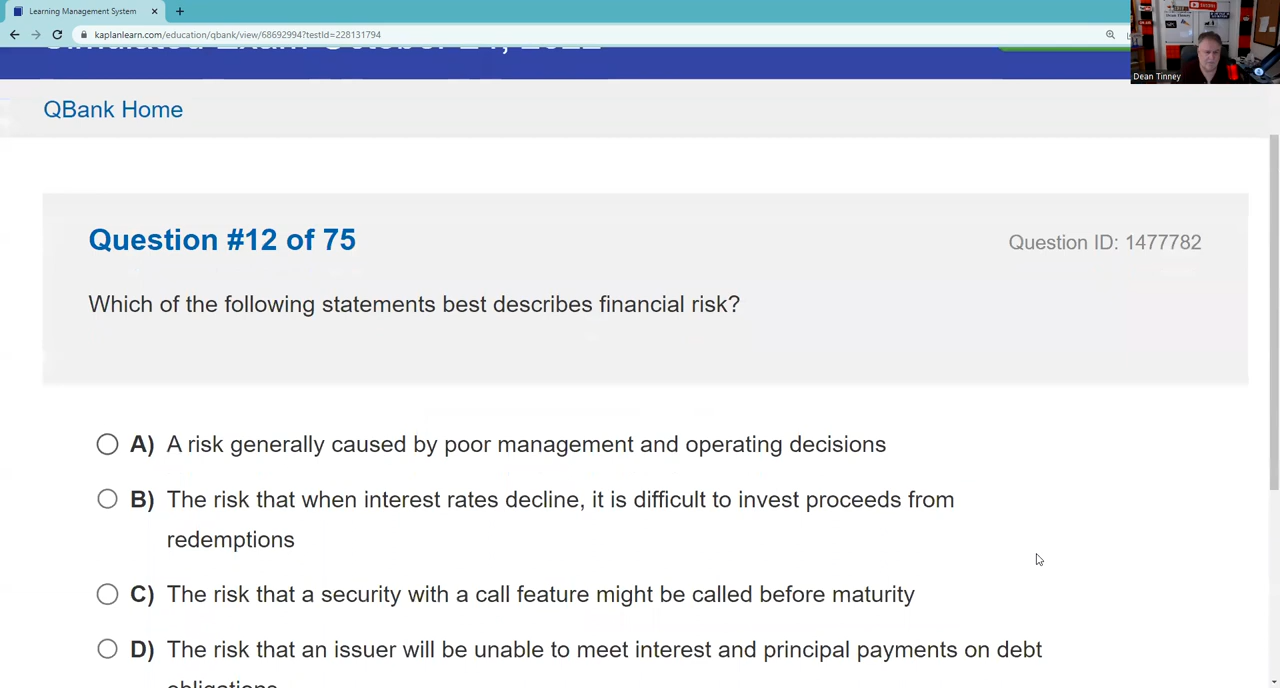 Learning Management System
kaplanlearn.com/education/qbank/view/68692994?testId=228131794
Dean Tinney
QBank Home
Question #12 of 75
Question ID: 1477782
Which of the following statements best describes financial risk?
A) A risk generally caused by poor management and operating decisions
B) The risk that when interest rates decline, it is difficult to invest proceeds from
redemptions
C) The risk that a security with a call feature might be called before maturity
D) The risk that an issuer will be unable to meet interest and principal payments on debt
obligations